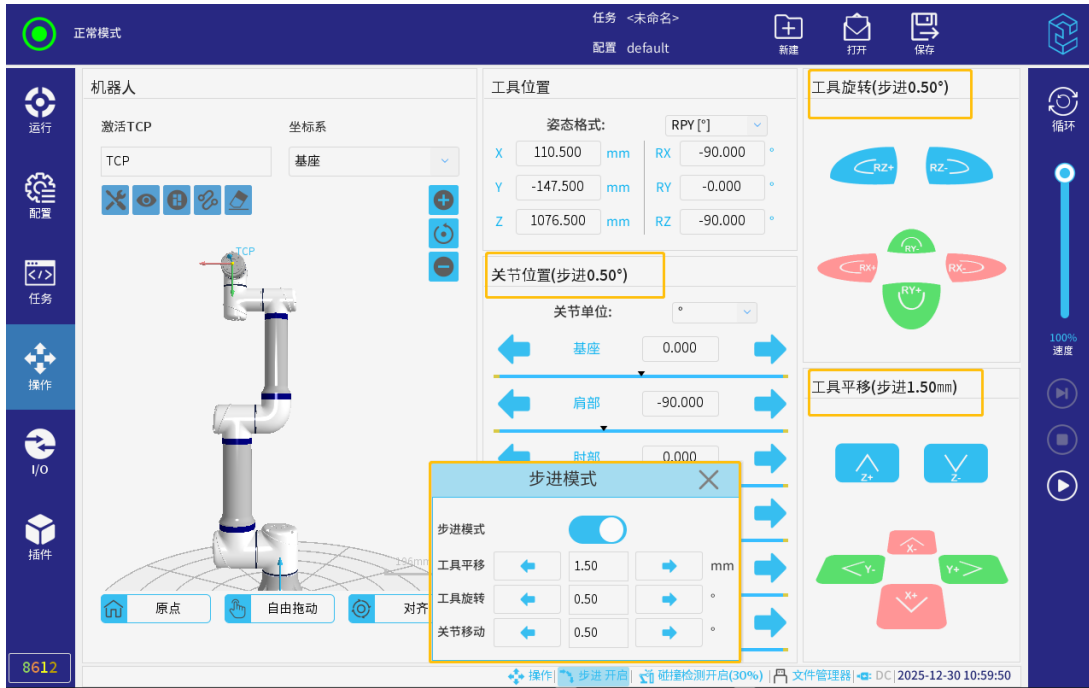 正常模式
任务 <未命名>
配置 default
新建
打开
保存
运行
配置
任务
操作
I/O
插件
8612
机器人
激活TCP
坐标系
TCP
基座
TCP
196mm
原点
自由拖动
对齐
工具位置
姿态格式: RPY [°]
X 110.500 mm RX -90.000 °
Y -147.500 mm RY -0.000 °
Z 1076.500 mm RZ -90.000 °
关节位置(步进0.50°)
关节单位: °
基座 0.000
肩部 -90.000
肘部 0.000
步进模式
步进模式
工具平移 1.50 mm
工具旋转 0.50 °
关节移动 0.50 °
工具旋转(步进0.50°)
RZ+ RZ-
RY-
RX+ RX-
RY+
工具平移(步进1.50mm)
Z+ Z-
X-
Y- Y+
X+
循环
100%
速度
操作 步进 开启 碰撞检测开启(30%) 文件管理器 DC 2025-12-30 10:59:50